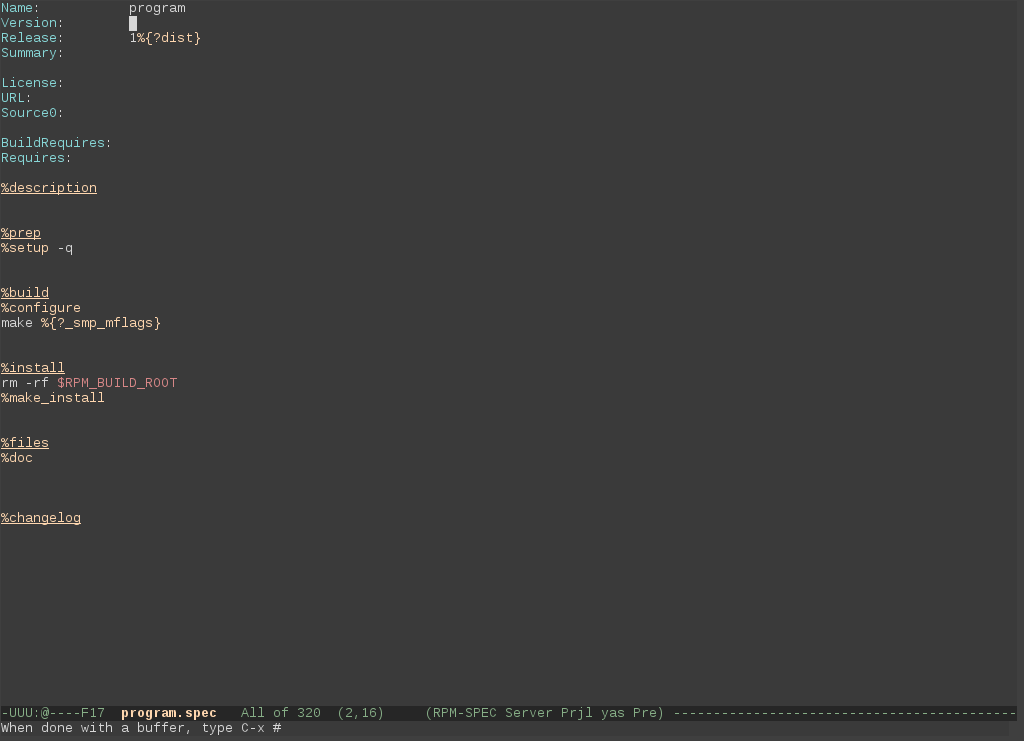 Name:           program
Version:
Release:        1%{?dist}
Summary:
License:
URL:
Source0:
BuildRequires:
Requires:
%description
%prep
%setup -q
%build
%configure
make %{?_smp_mflags}
%install
rm -rf $RPM_BUILD_ROOT
%make_install
%files
%doc
%changelog
-UUU:@----F17  program.spec   All of 320  (2,16)     (RPM-SPEC Server Prjl yas Pre) -------------------------------------------
When done with a buffer, type C-x #